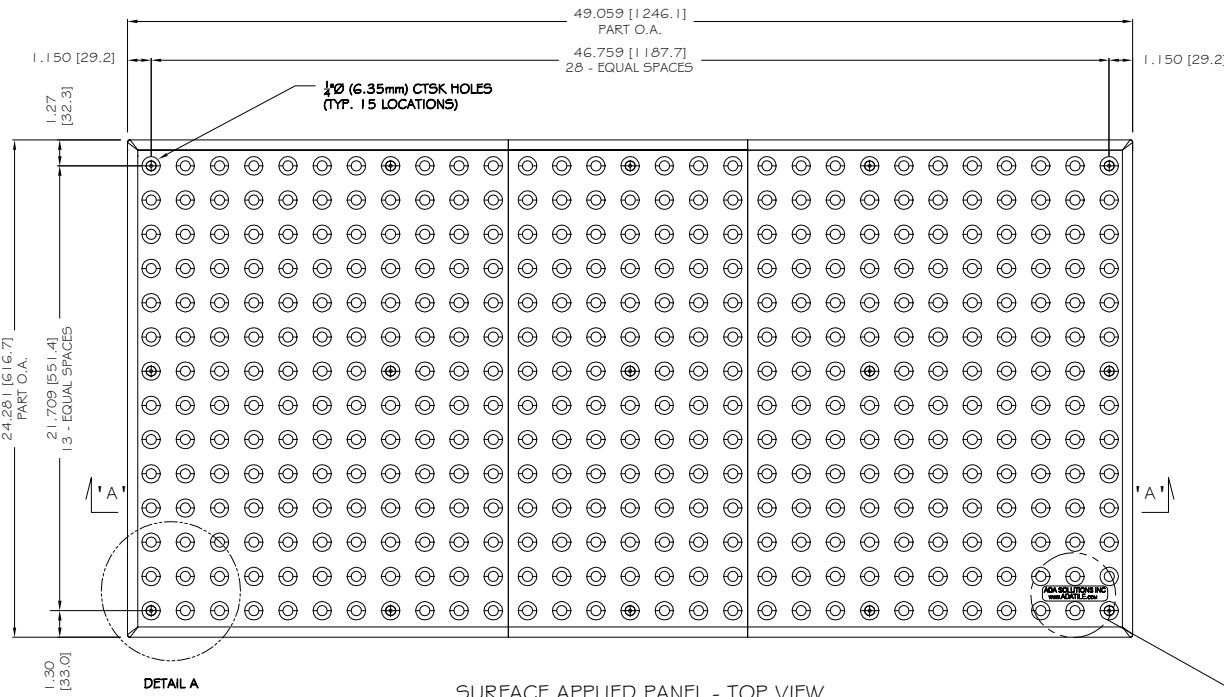 49.059 [1246.1]
PART O.A.
1.150 [29.2]
46.759 [1187.7]
28 - EQUAL SPACES
1.150 [29.2]
¼"Ø (6.35mm) CTSK HOLES
(TYP. 15 LOCATIONS)
1.27
[32.3]
24.281 [616.7]
PART O.A.
21.709 [551.4]
13 - EQUAL SPACES
'A'
'A'
ADA SOLUTIONS INC
www.ADATILE.com
1.30
[33.0]
DETAIL A
SURFACE APPLIED PANEL - TOP VIEW